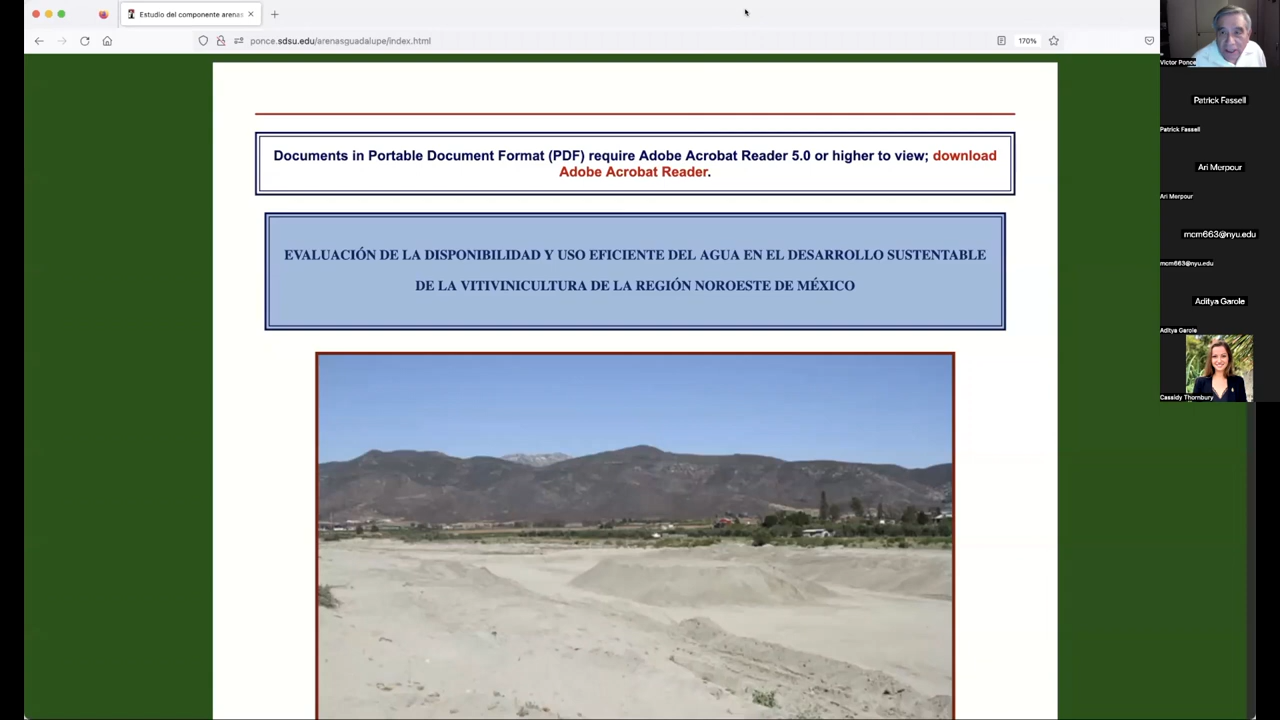 Estudio del componente arenas
ponce.sdsu.edu/arenasguadalupe/index.html
170%
Documents in Portable Document Format (PDF) require Adobe Acrobat Reader 5.0 or higher to view; download
Adobe Acrobat Reader.
EVALUACIÓN DE LA DISPONIBILIDAD Y USO EFICIENTE DEL AGUA EN EL DESARROLLO SUSTENTABLE
DE LA VITIVINICULTURA DE LA REGIÓN NOROESTE DE MÉXICO
Victor Ponce
Patrick Fassell
Patrick Fassell
Ari Merpour
Ari Merpour
mcm663@nyu.edu
mcm663@nyu.edu
Aditya Garole
Aditya Garole
Cassidy Thornbury